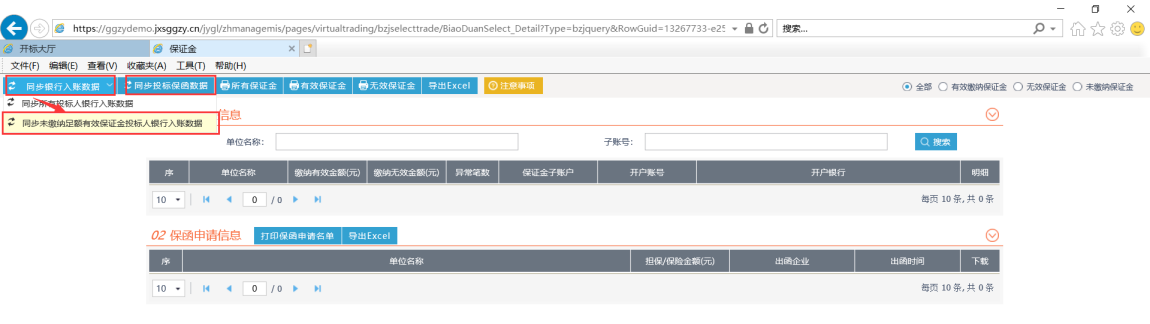 https://ggzydemo.jxsggzy.cn/jygl/zhmanagemis/pages/virtualtrading/bzjselecttrade/BiaoDuanSelect_Detail?Type=bzjquery&RowGuid=13267733-e25
搜索...
开标大厅 保证金
文件(F) 编辑(E) 查看(V) 收藏夹(A) 工具(T) 帮助(H)
同步银行入账数据 同步投标保函数据 所有保证金 有效保证金 无效保证金 导出Excel 注意事项 全部 有效缴纳保证金 无效保证金 未缴纳保证金
同步所有投标人银行入账数据
信息
同步未缴纳足额有效保证金投标人银行入账数据
单位名称: 子账号: 搜索
序 单位名称 缴纳有效金额(元) 缴纳无效金额(元) 异常笔数 保证金子账户 开户账号 开户银行 明细
10 0 / 0 每页 10 条, 共 0 条
02 保函申请信息 打印保函申请名单 导出Excel
序 单位名称 担保/保险金额(元) 出函企业 出函时间 下载
10 0 / 0 每页 10 条, 共 0 条